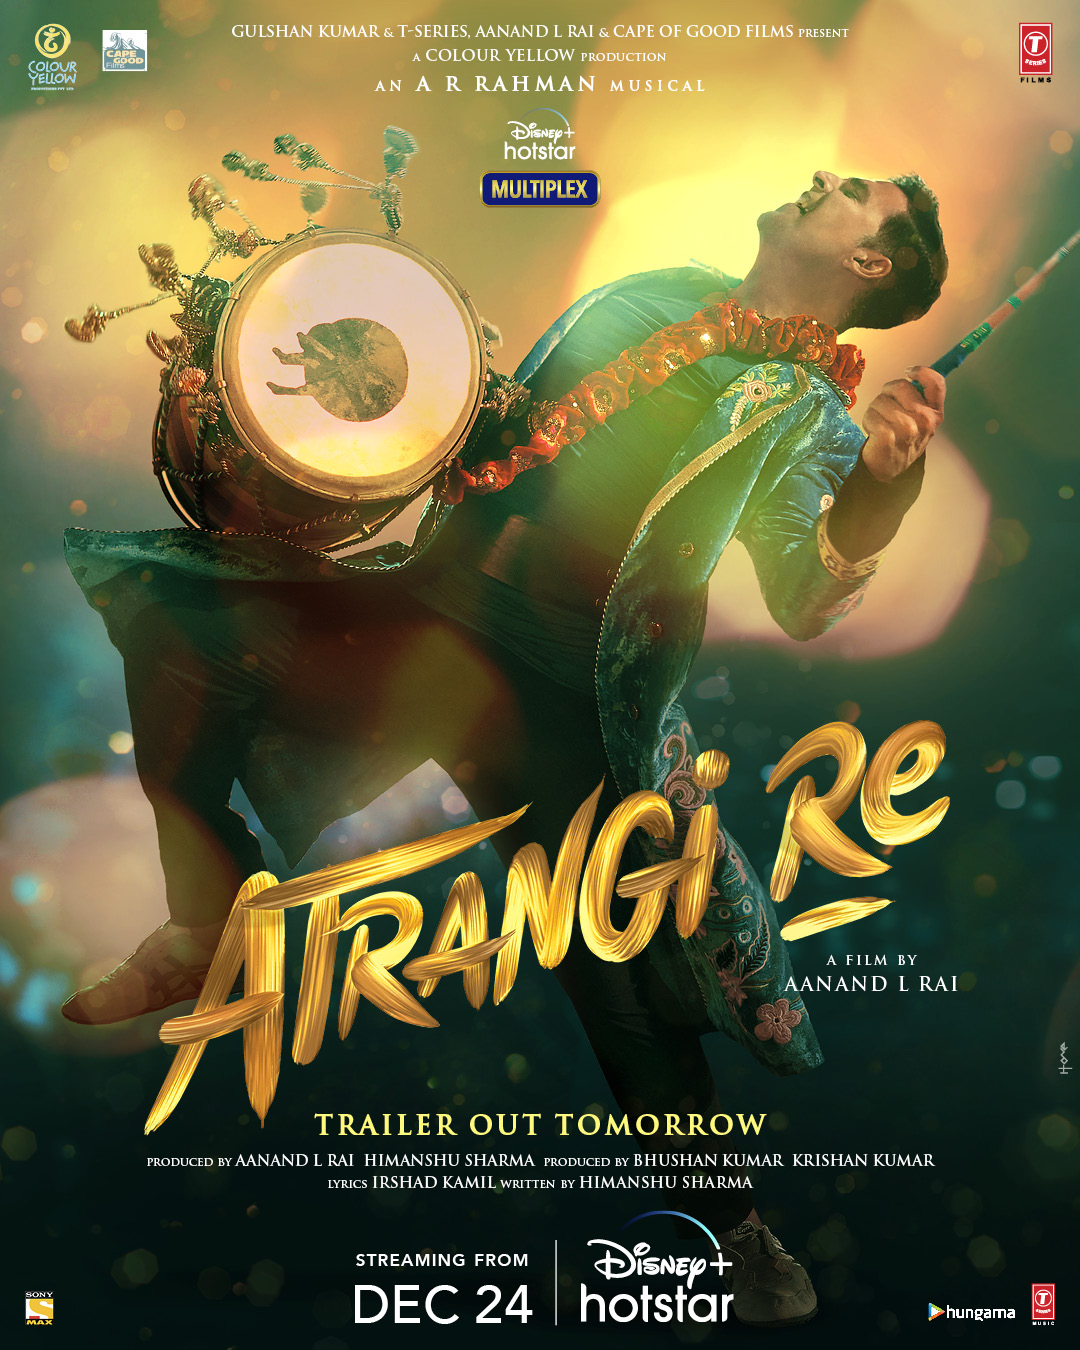 GULSHAN KUMAR & T-SERIES, AANAND L RAI & CAPE OF GOOD FILMS PRESENT
A COLOUR YELLOW PRODUCTION
AN A R RAHMAN MUSICAL
COLOUR
YELLOW
PRODUCTIONS PVT. LTD.
CAPE
GOOD
Films
T
SERIES
FILMS
Disney+
hotstar
MULTIPLEX
ATRANGI RE
A FILM BY
AANAND L RAI
TRAILER OUT TOMORROW
PRODUCED BY AANAND L RAI HIMANSHU SHARMA PRODUCED BY BHUSHAN KUMAR KRISHAN KUMAR
LYRICS IRSHAD KAMIL WRITTEN BY HIMANSHU SHARMA
STREAMING FROM
DEC 24
Disney+
hotstar
SONY
S
MAX
hungama
T
SERIES
MUSIC